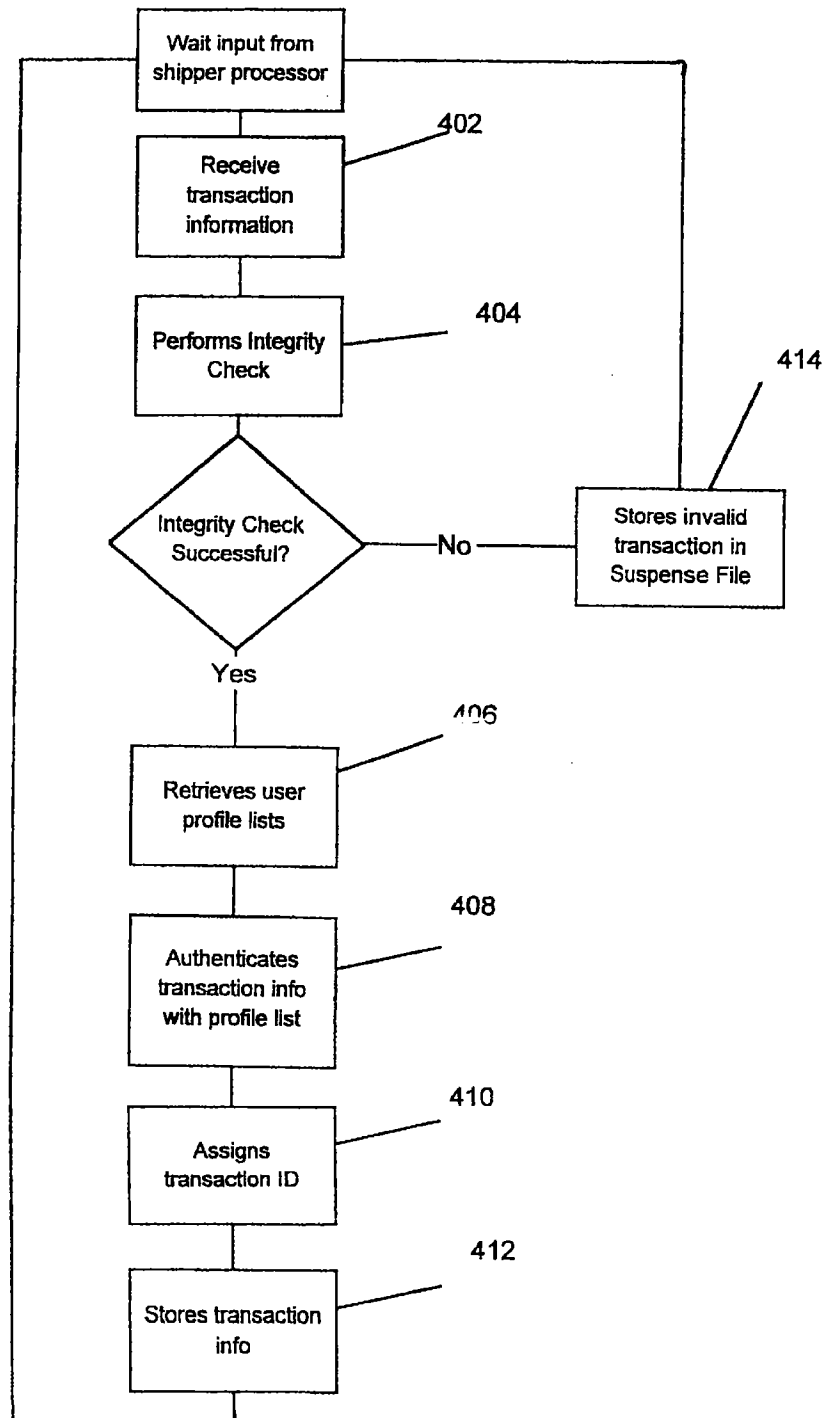 Wait input from
shipper processor
402
Receive
transaction
information
404
Performs Integrity
Check
414
Integrity Check
Successful?
No
Stores invalid
transaction in
Suspense File
Yes
406
Retrieves user
profile lists
408
Authenticates
transaction info
with profile list
410
Assigns
transaction ID
412
Stores transaction
info